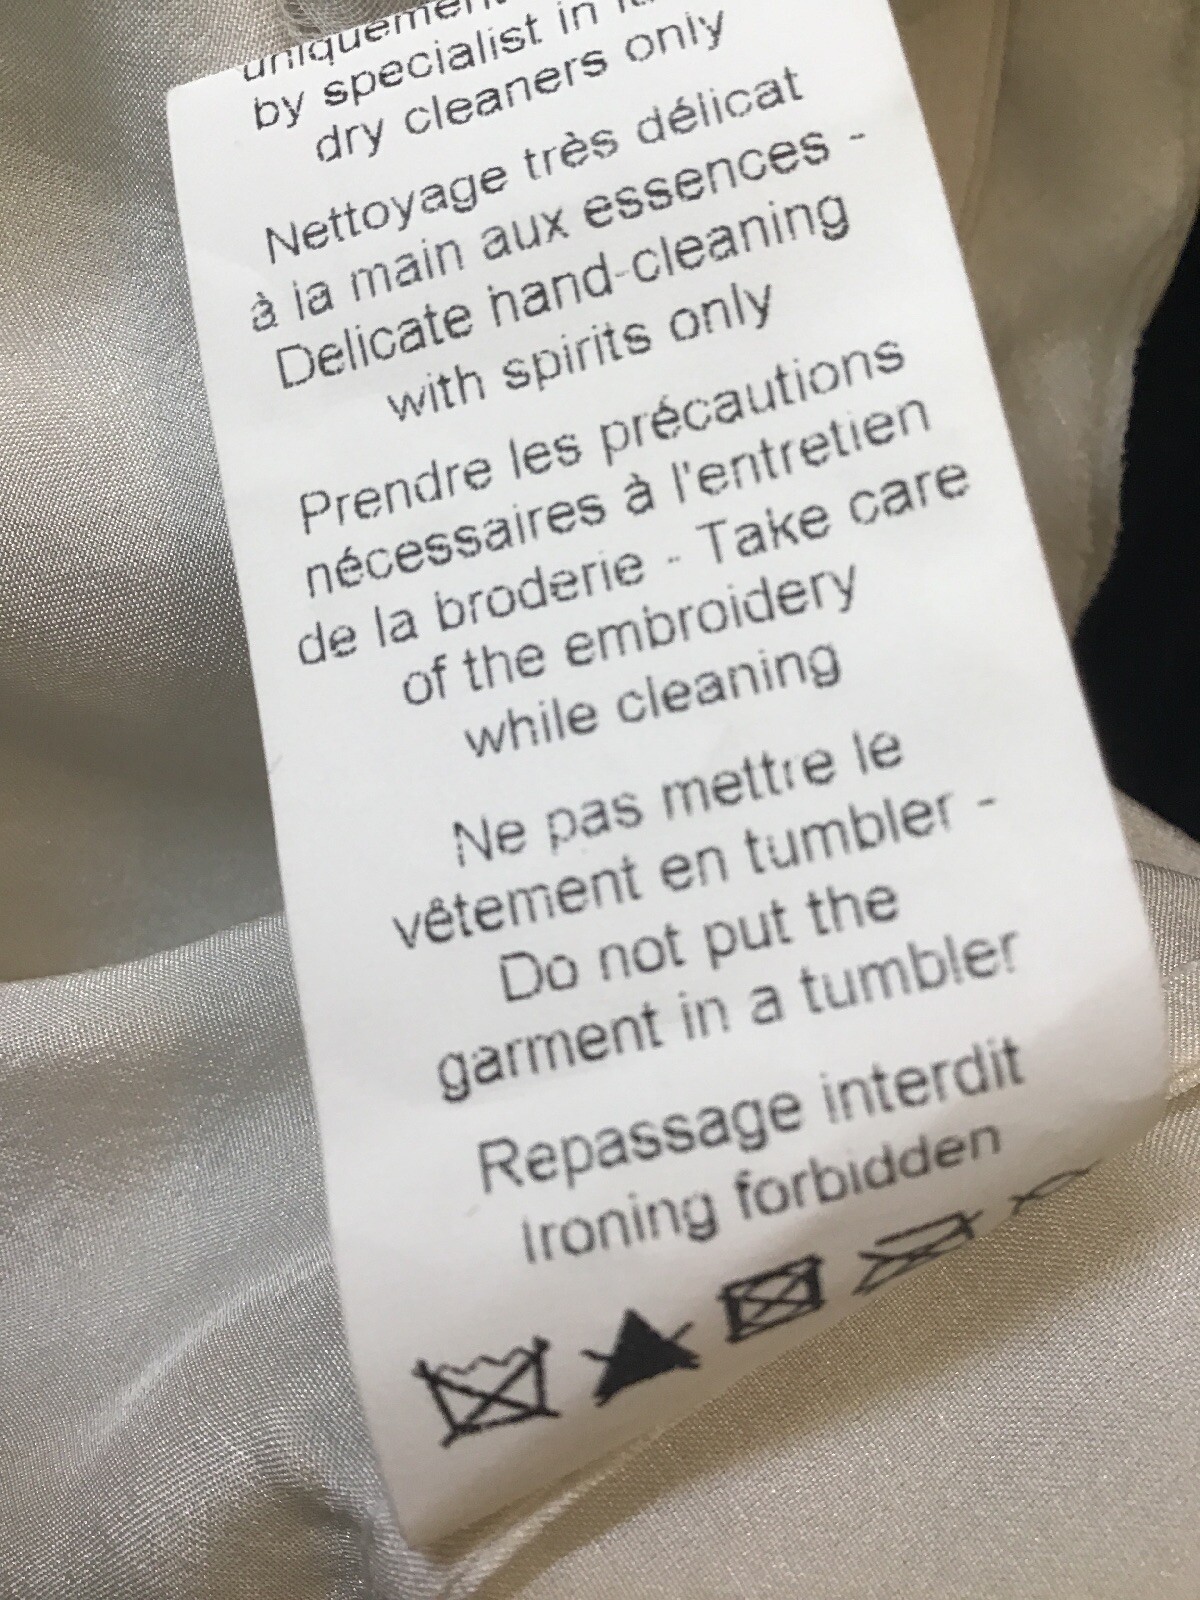 uniquement
by specialist in
dry cleaners only
Nettoyage très délicat
à la main aux essences -
Delicate hand-cleaning
with spirits only
Prendre les précautions
nécessaires à l'entretien
de la broderie - Take care
of the embroidery
while cleaning
Ne pas mettre le
vêtement en tumbler -
Do not put the
garment in a tumbler
Repassage interdit
Ironing forbidden